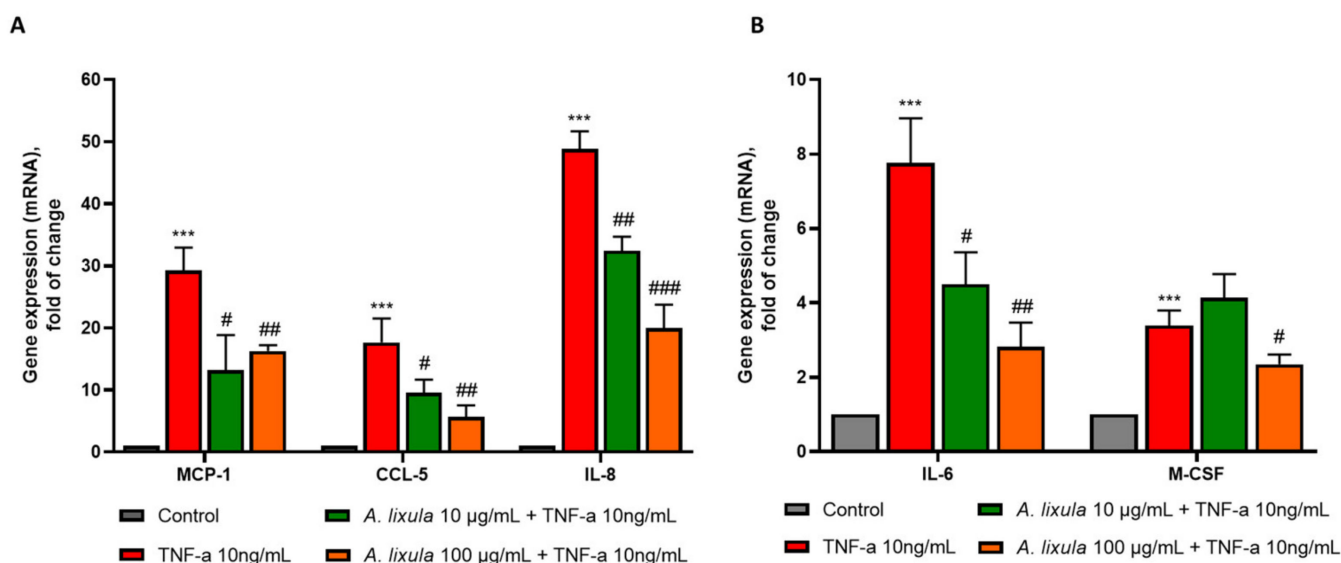 A
Gene expression (mRNA),
fold of change
60
50
40
30
20
10
0
***
#
##
***
#
##
***
##
###
MCP-1 CCL-5 IL-8
Control
A. lixula 10 µg/mL + TNF-a 10ng/mL
TNF-a 10ng/mL
A. lixula 100 µg/mL + TNF-a 10ng/mL
B
Gene expression (mRNA),
fold of change
10
8
6
4
2
0
***
#
##
***
#
IL-6 M-CSF
Control
A. lixula 10 µg/mL + TNF-a 10ng/mL
TNF-a 10ng/mL
A. lixula 100 µg/mL + TNF-a 10ng/mL